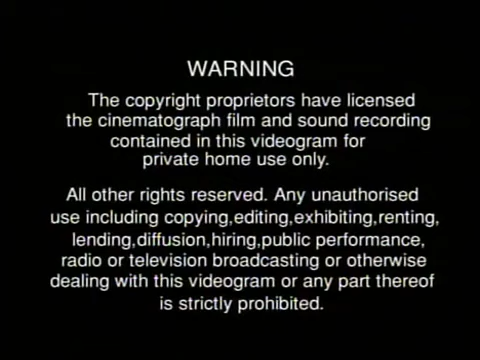 WARNING
The copyright proprietors have licensed
the cinematograph film and sound recording
contained in this videogram for
private home use only.
All other rights reserved. Any unauthorised
use including copying,editing,exhibiting,renting,
lending,diffusion,hiring,public performance,
radio or television broadcasting or otherwise
dealing with this videogram or any part thereof
is strictly prohibited.